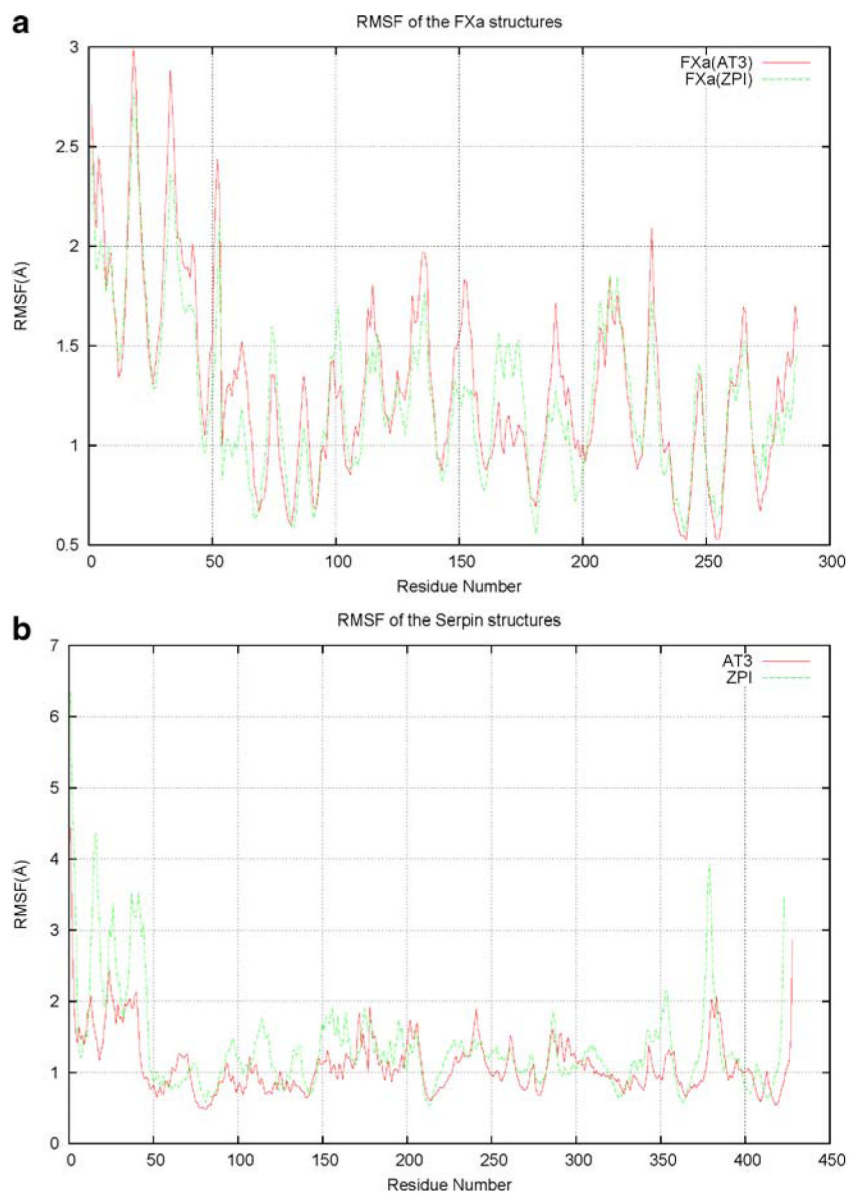 a
RMSF of the FXa structures
FXa(AT3)
FXa(ZPI)
3
2.5
2
1.5
1
0.5
RMSF(Å)
0 50 100 150 200 250 300
Residue Number
b
RMSF of the Serpin structures
AT3
ZPI
7
6
5
4
3
2
1
0
RMSF(Å)
0 50 100 150 200 250 300 350 400 450
Residue Number